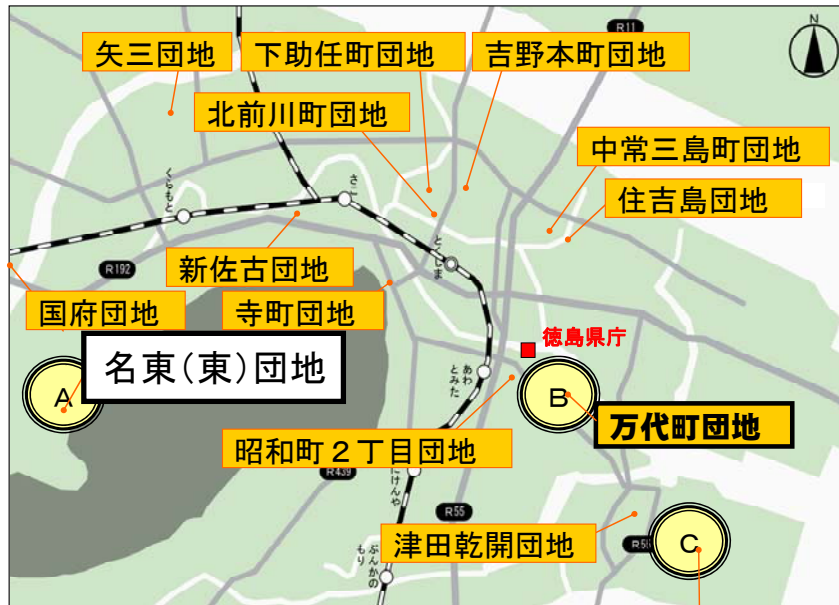 矢三団地
下助任町団地
吉野本町団地
R11
N
北前川町団地
中常三島町団地
住吉島団地
くらもと
さこ
とくしま
新佐古団地
R192
国府団地
寺町団地
徳島県庁
名東(東)団地
A
あわ
とみた
B
万代町団地
昭和町2丁目団地
R439
にけんや
R55
津田乾開団地
C
ぶんかの
もり